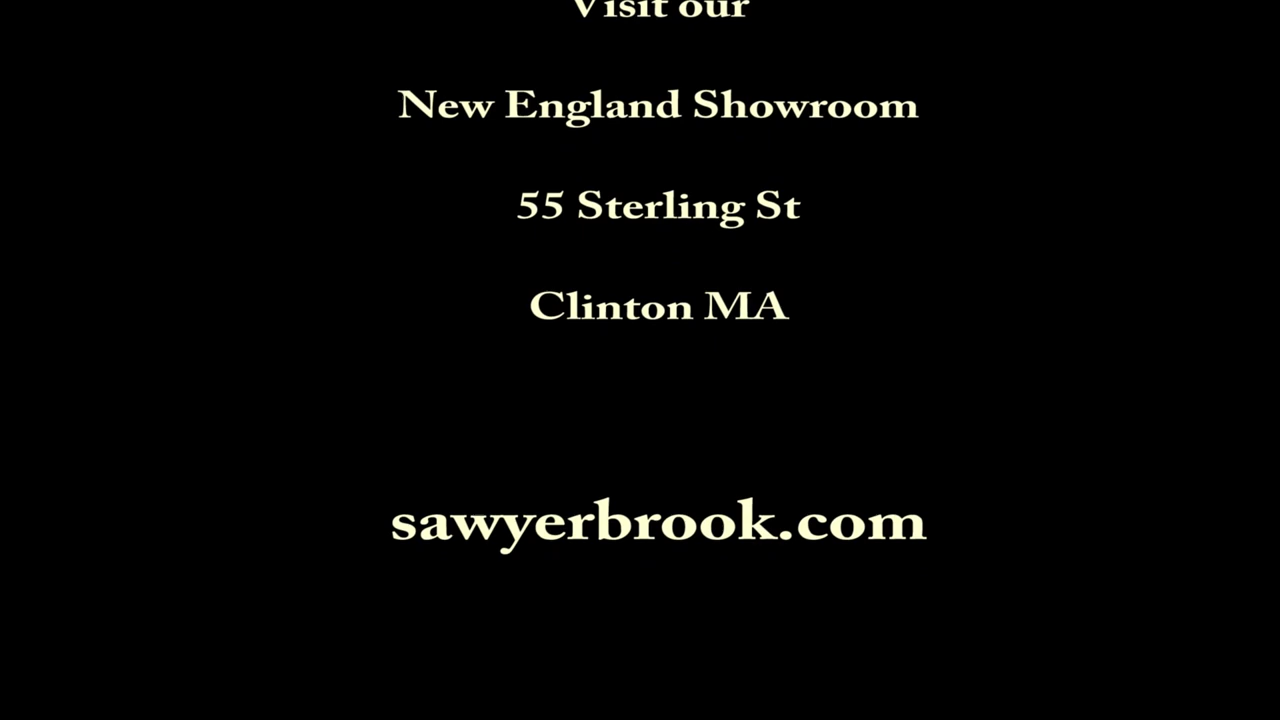 Visit our
New England Showroom
55 Sterling St
Clinton MA
sawyerbrook.com